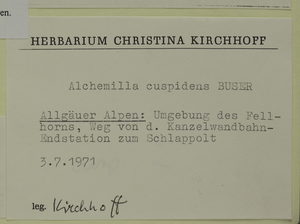 en.
HERBARIUM CHRISTINA KIRCHHOFF
Alchemilla cuspidens BUSER
Allgäuer Alpen: Umgebung des Fell-
horns, Weg von d. Kanzelwandbahn-
Endstation zum Schlappolt
3.7.1971
leg. Kirchhoff